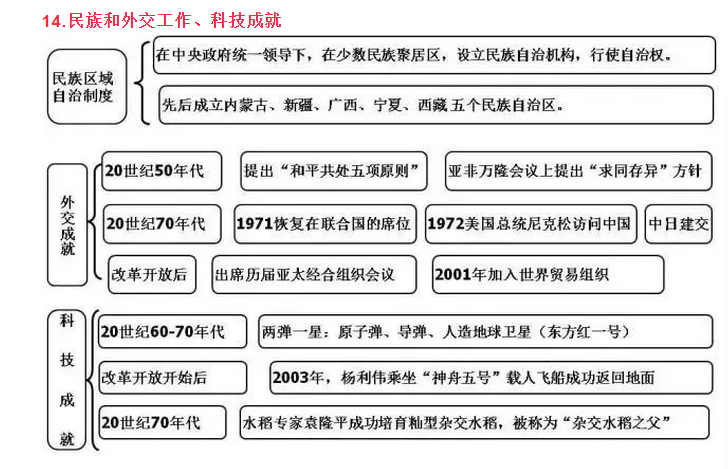 14.民族和外交工作、科技成就
民族区域
自治制度
在中央政府统一领导下，在少数民族聚居区，设立民族自治机构，行使自治权。
先后成立内蒙古、新疆、广西、宁夏、西藏五个民族自治区。
外交成就
20世纪50年代
提出“和平共处五项原则”
亚非万隆会议上提出“求同存异”方针
20世纪70年代
1971恢复在联合国的席位
1972美国总统尼克松访问中国
中日建交
改革开放后
出席历届亚太经合组织会议
2001年加入世界贸易组织
科技成就
20世纪60-70年代
两弹一星：原子弹、导弹、人造地球卫星（东方红一号）
改革开放开始后
2003年，杨利伟乘坐“神舟五号”载人飞船成功返回地面
20世纪70年代
水稻专家袁隆平成功培育籼型杂交水稻，被称为“杂交水稻之父”